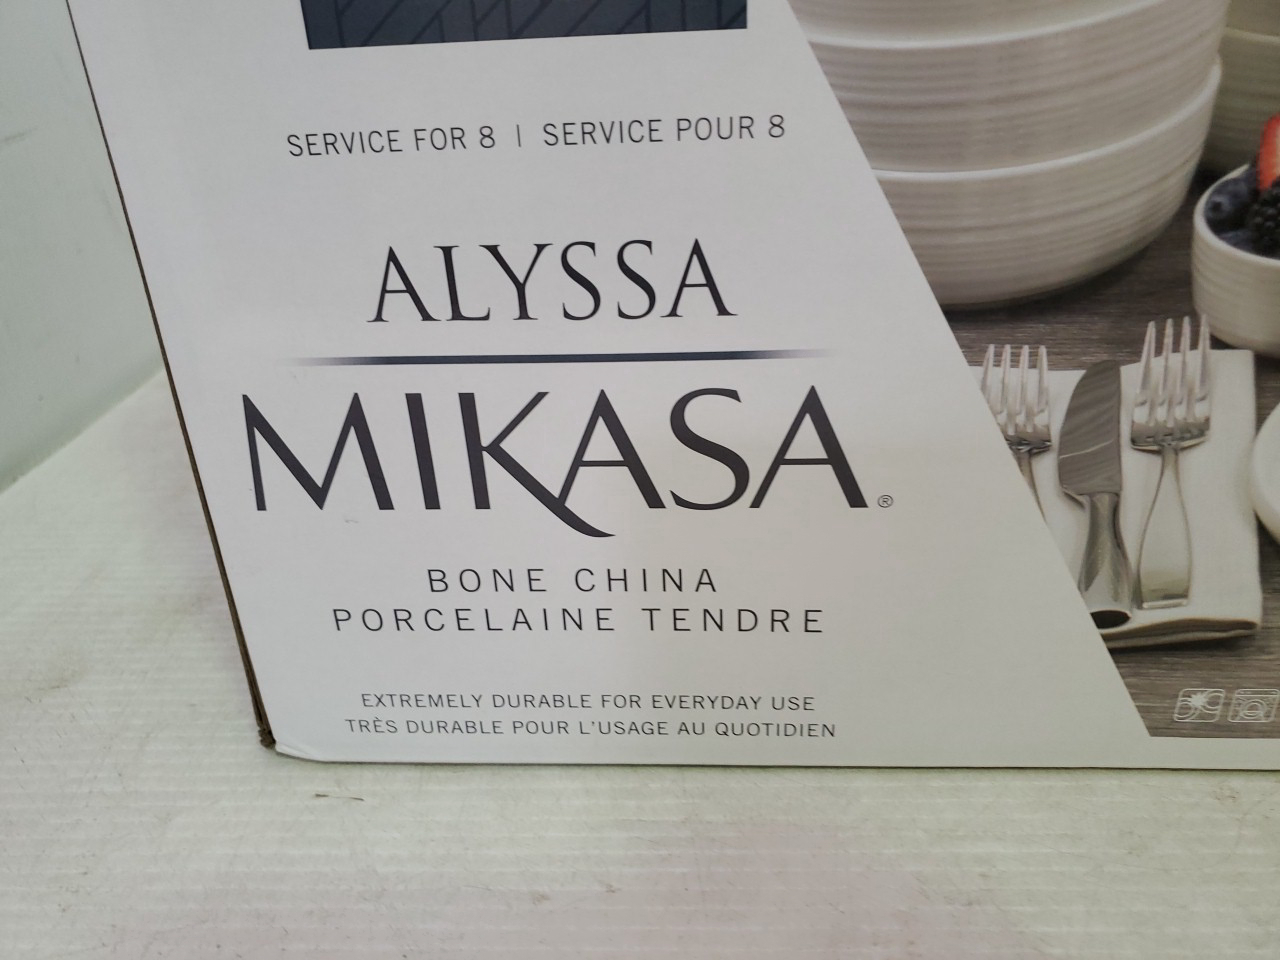 SERVICE FOR 8 | SERVICE POUR 8
ALYSSA
MIKASA®
BONE CHINA
PORCELAINE TENDRE
EXTREMELY DURABLE FOR EVERYDAY USE
TRÈS DURABLE POUR L'USAGE AU QUOTIDIEN